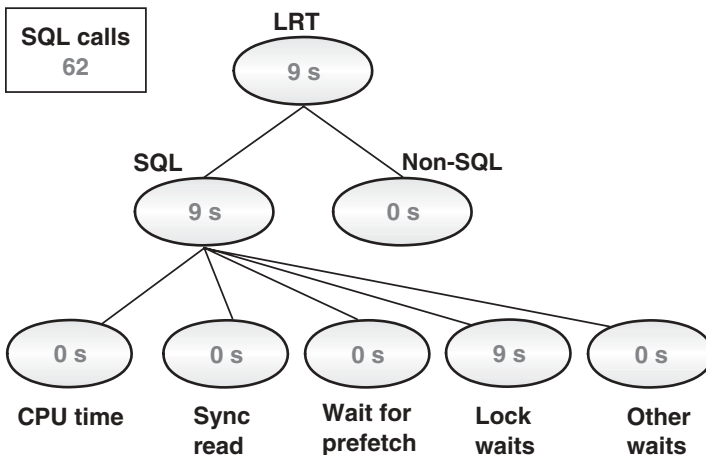 SQL calls
62
LRT
9 s
SQL
Non-SQL
9 s
0 s
0 s
0 s
0 s
9 s
0 s
CPU time
Sync
read
Wait for
prefetch
Lock
waits
Other
waits